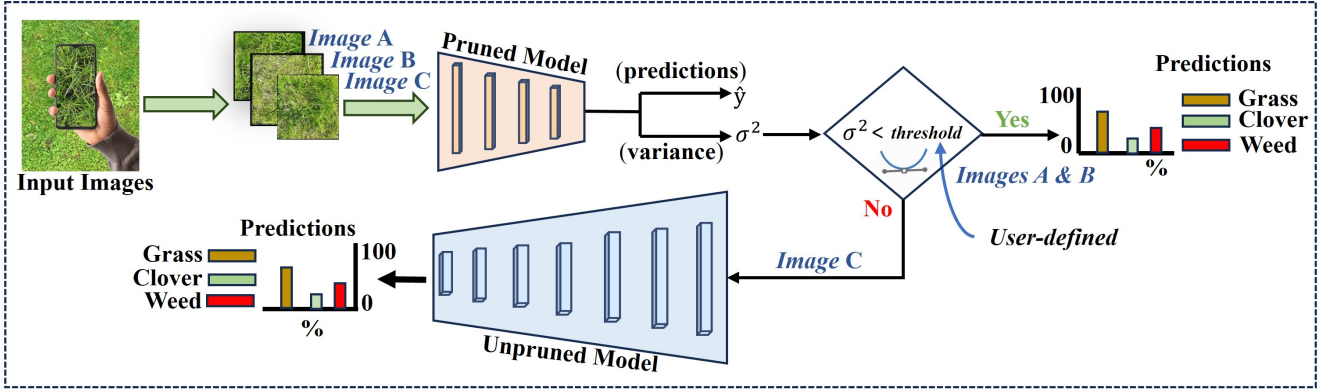 Input Images
Image A
Image B
Image C
Pruned Model
(predictions)
ŷ
σ²
(variance)
σ² < threshold
Yes
Images A & B
User-defined
No
Image C
Predictions
100
0
%
Grass
Clover
Weed
Unpruned Model
Predictions
Grass
Clover
Weed
100
0
%